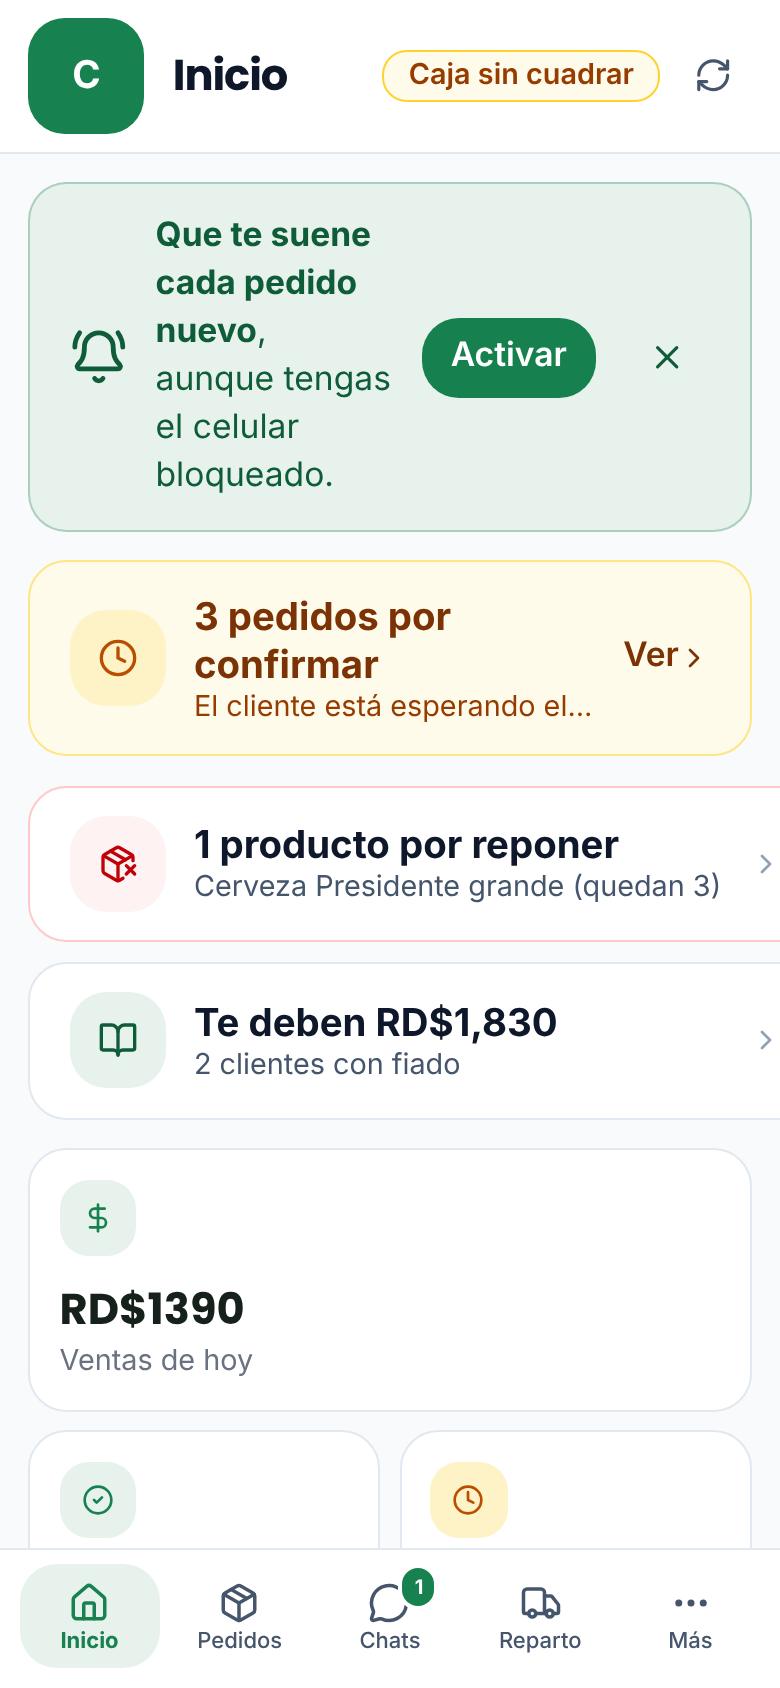 C
Inicio
Caja sin cuadrar
Que te suene
cada pedido
nuevo,
aunque tengas
el celular
bloqueado.
Activar
3 pedidos por
confirmar
El cliente está esperando el...
Ver
1 producto por reponer
Cerveza Presidente grande (quedan 3)
Te deben RD$1,830
2 clientes con fiado
RD$1390
Ventas de hoy
1
Inicio
Pedidos
Chats
Reparto
Más